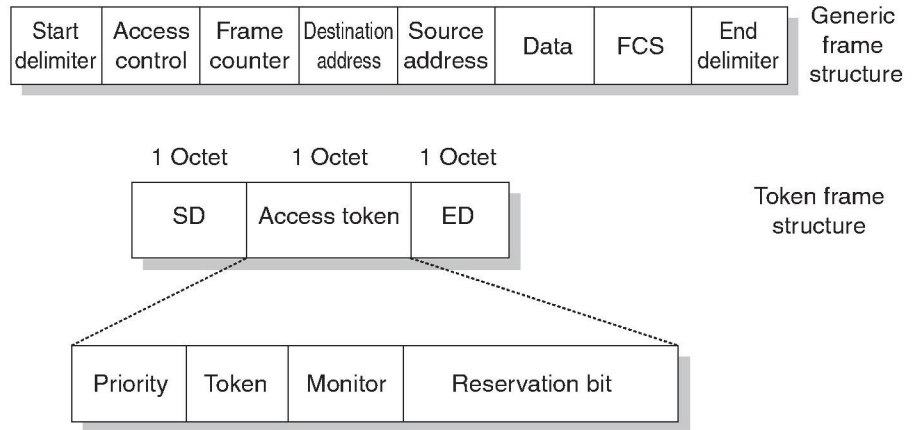 Start delimiter
Access control
Frame counter
Destination address
Source address
Data
FCS
End delimiter
Generic frame structure
1 Octet
1 Octet
1 Octet
SD
Access token
ED
Token frame structure
Priority
Token
Monitor
Reservation bit